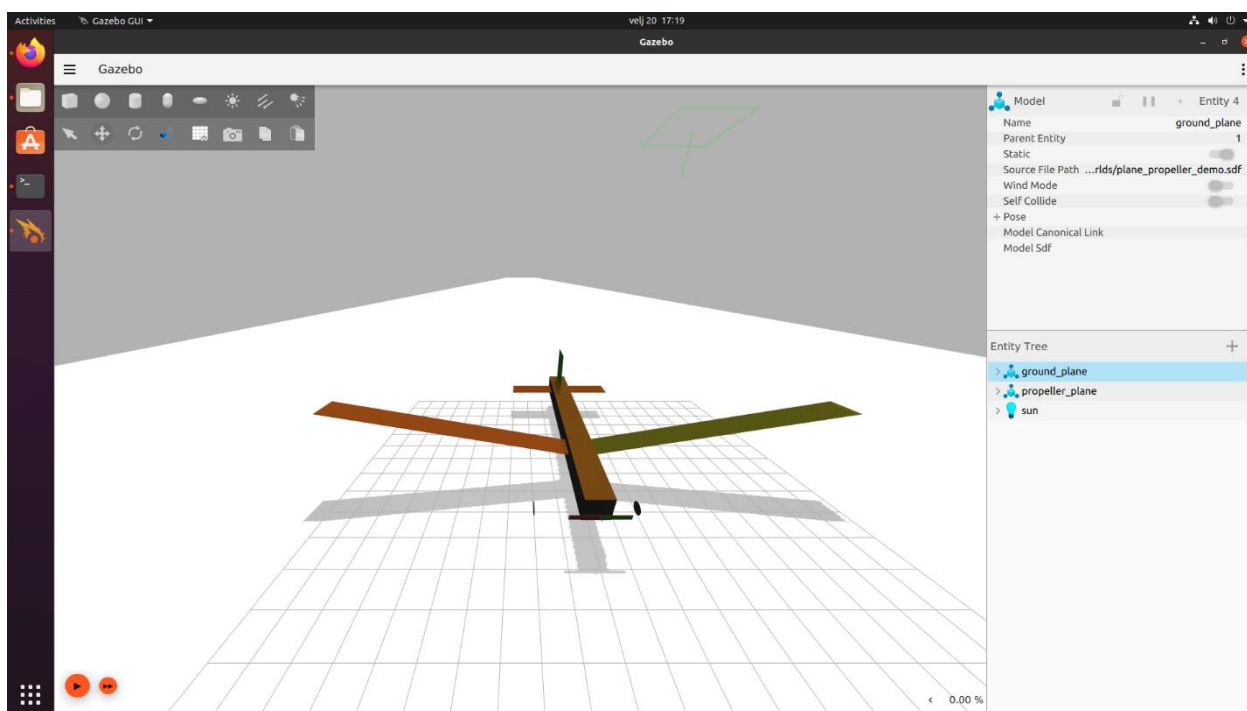 Activities
Gazebo GUI
velj 20 17:19
Gazebo
Gazebo
Model
Entity 4
Name ground_plane
Parent Entity 1
Static
Source File Path ...rlds/plane_propeller_demo.sdf
Wind Mode
Self Collide
+ Pose
Model Canonical Link
Model Sdf
Entity Tree
ground_plane
propeller_plane
sun
0.00 %